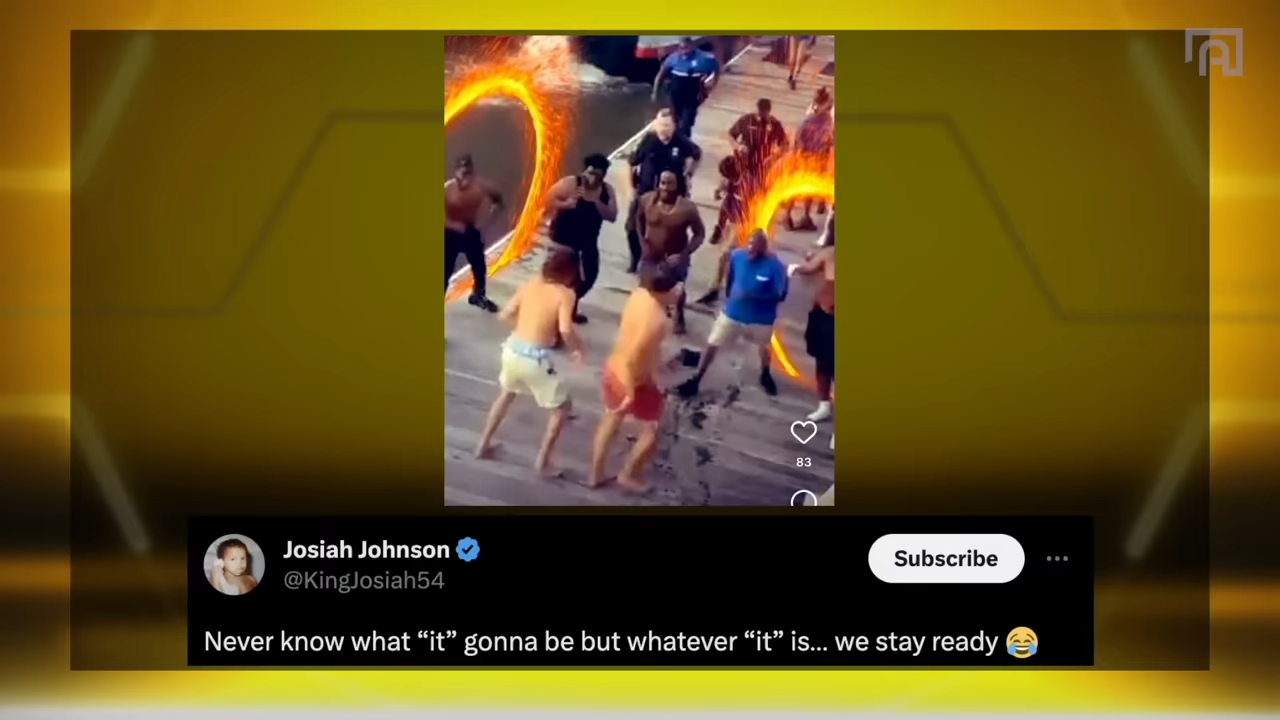 83
Josiah Johnson
@KingJosiah54
Subscribe
Never know what “it” gonna be but whatever “it” is... we stay ready 😂